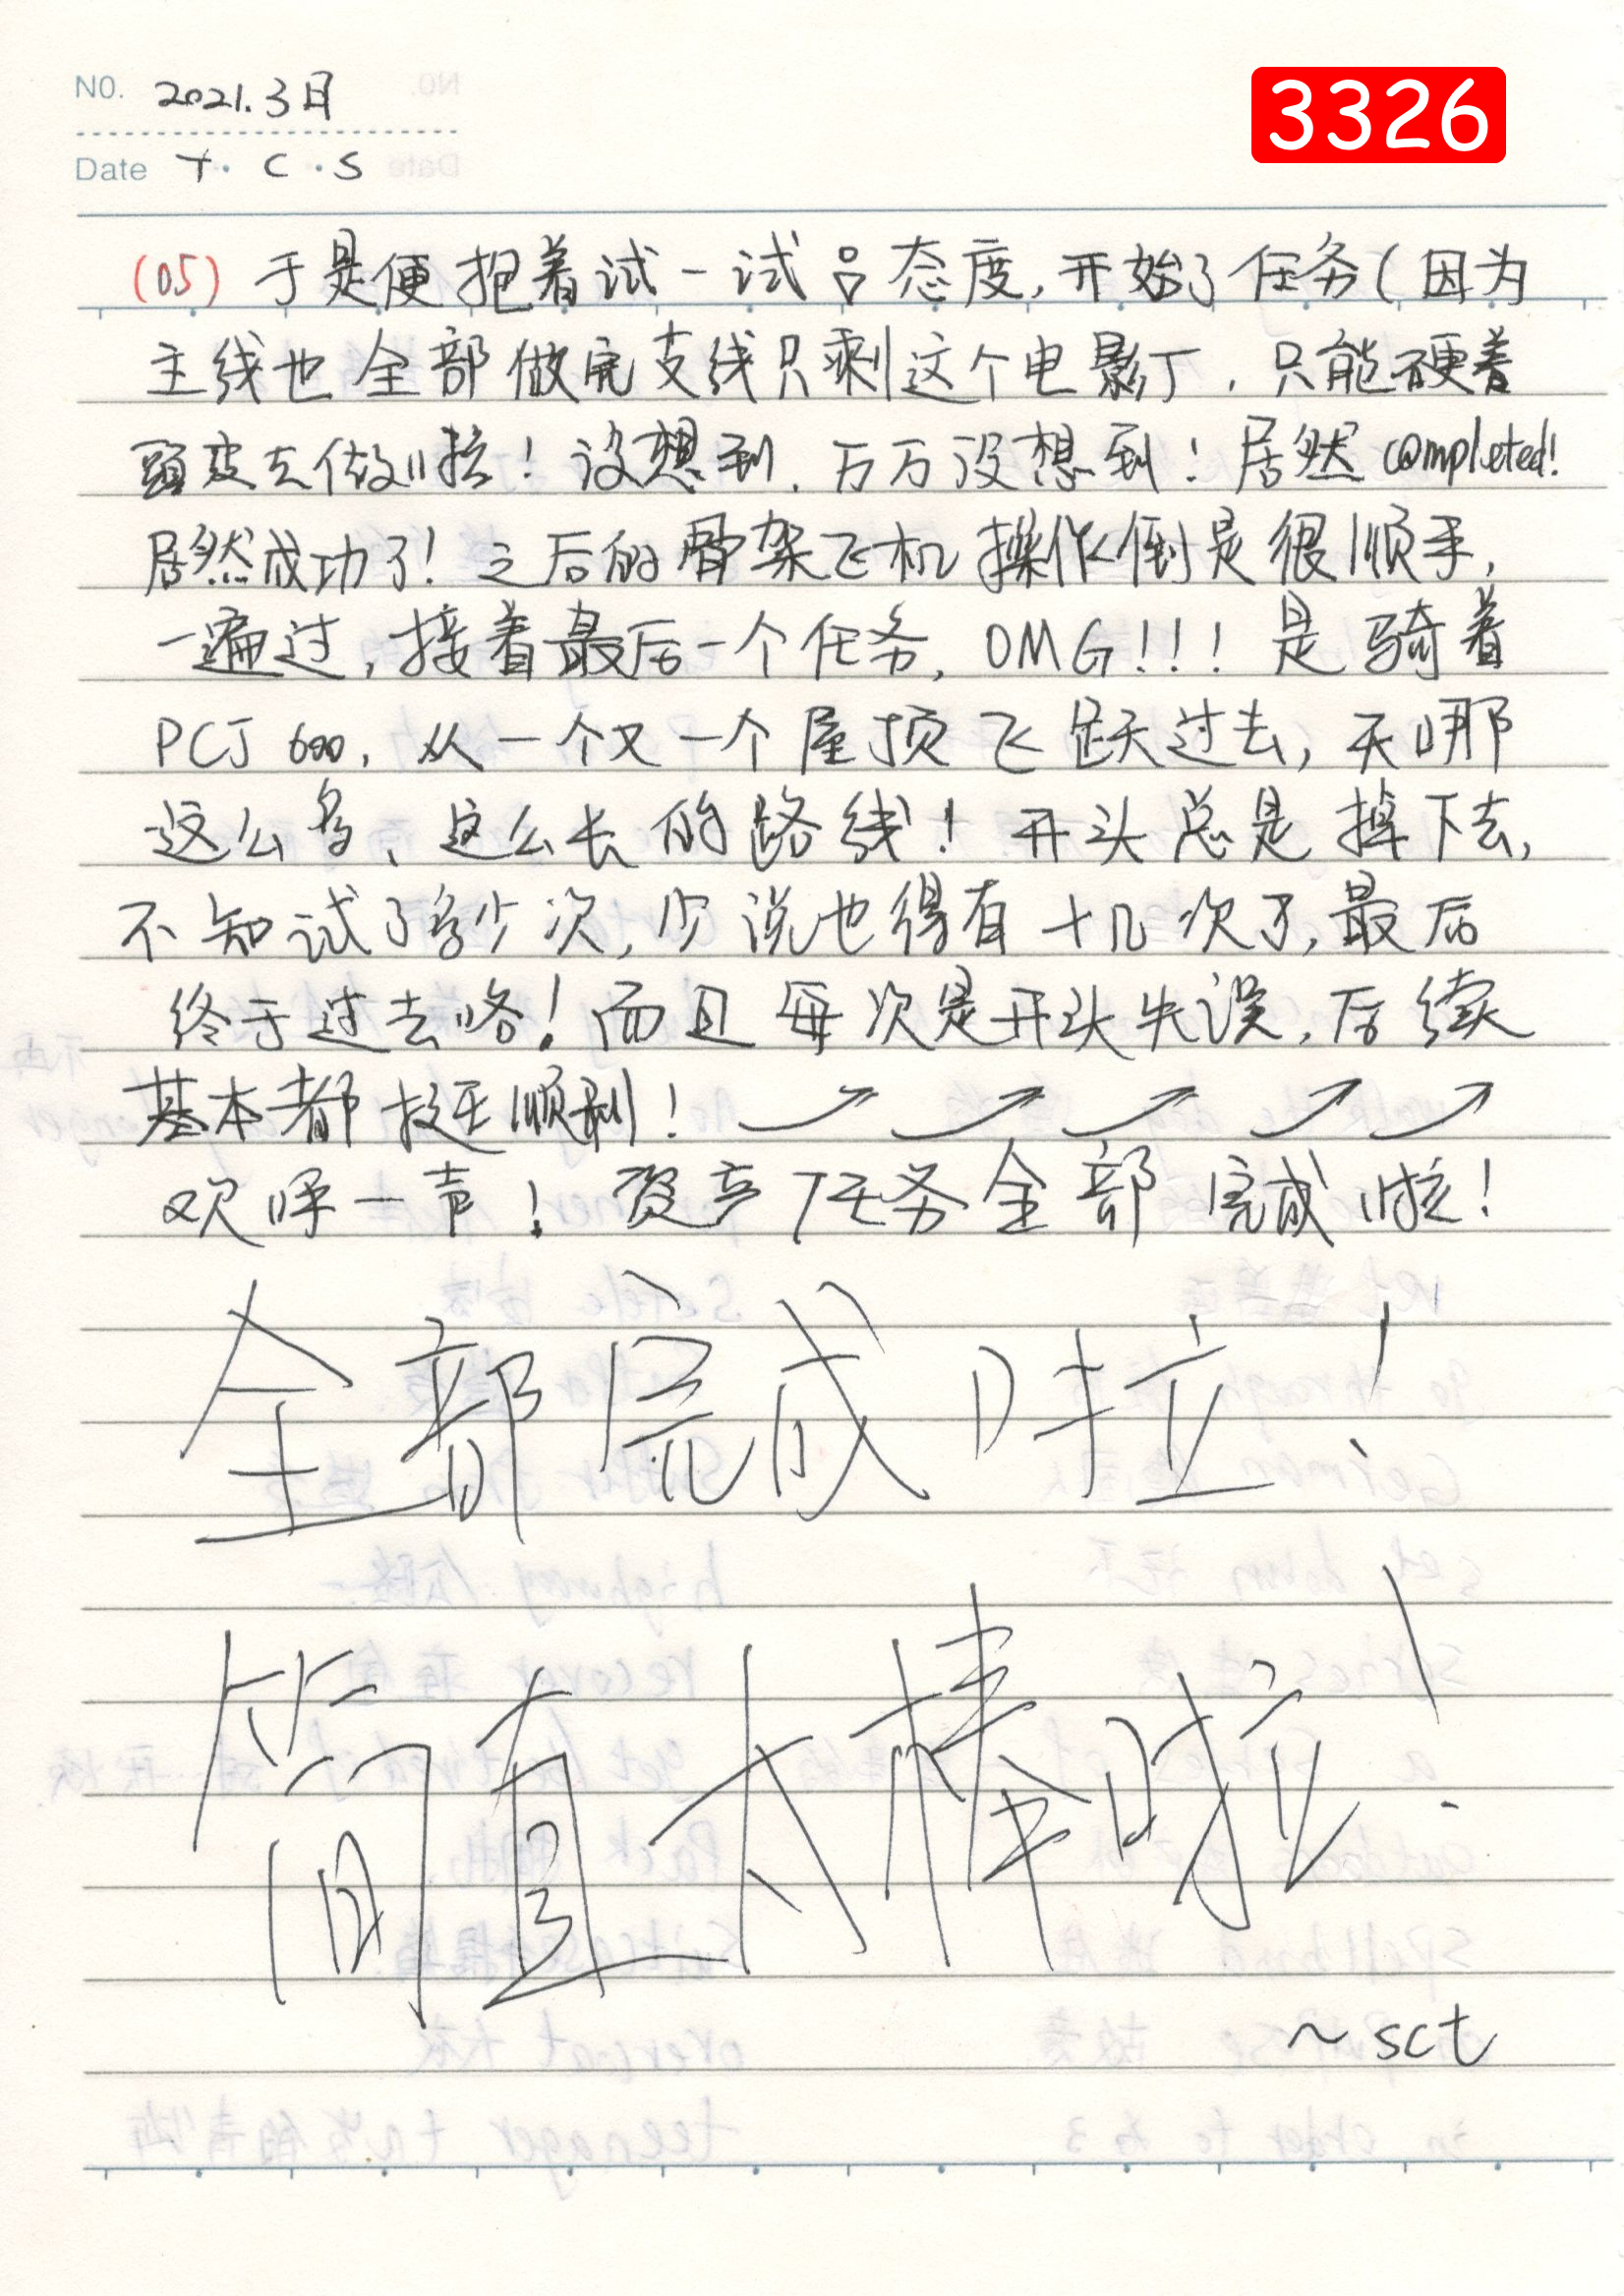 NO. 2021.3日
3326
Date T. C.S
(05) 于是便抱着试一试吕态度,开始了任务(因为
主线也全部做完支线只剩这个电影厂,只能硬着
头皮去做啦!没想到,万万没想到!居然completed!
居然成功了!之后的骨架飞机操作倒是很顺手,
一遍过,接着最后一个任务,OMG!!!是骑着
PCJ 600,从一个又一个屋顶飞跃过去,天哪
这么多、这么长的路线!开头总是掉下去,
不知试了多少次,少说也得有十几次了,最后
终于过去咯!而且每次是开头失误,后续
基本都挺顺利!
欢呼一声!资产任务全部完成啦!
全部完成啦!
简直太棒啦!
~sct